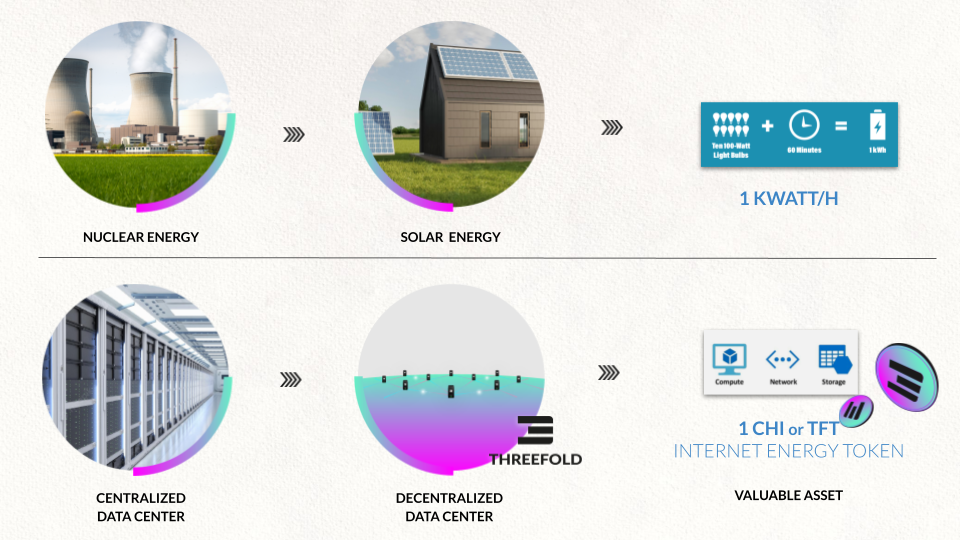 Ten 100-Watt
Light Bulbs
60 Minutes
1 kWh
1 KWATT/H
NUCLEAR ENERGY
SOLAR ENERGY
Compute
Network
Storage
1 CHI or TFT
INTERNET ENERGY TOKEN
THREEFOLD
CENTRALIZED
DATA CENTER
DECENTRALIZED
DATA CENTER
VALUABLE ASSET